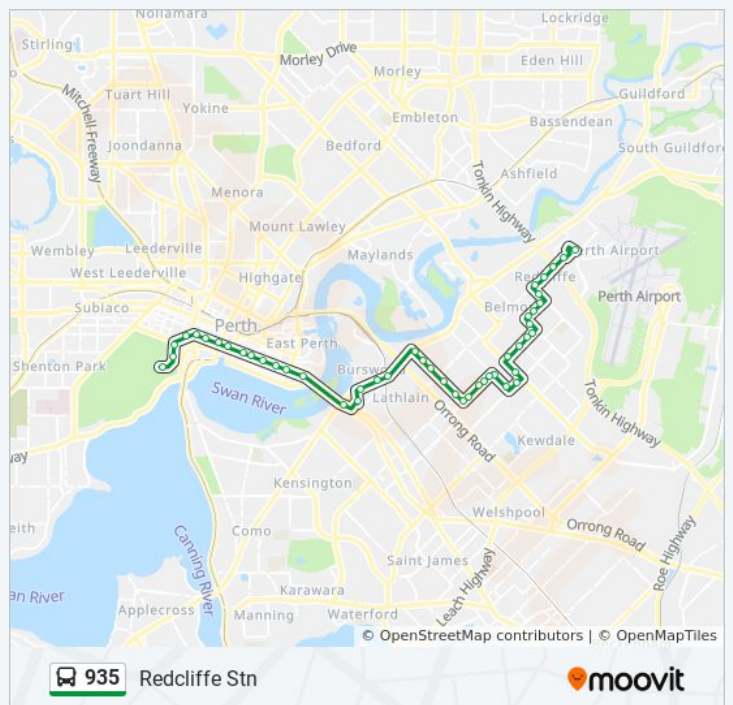 Nollamara
Lockridge
Stirling
Morley Drive
Eden Hill
Morley
Mitchell Freeway
Tuart Hill
Guildford
Yokine
Embleton
Bassendean
Joondanna
Bedford
South Guildford
Ashfield
Tonkin Highway
Menora
Mount Lawley
Wembley
Leederville
Maylands
Perth Airport
West Leederville
Highgate
Redcliffe
Perth Airport
Subiaco
Belmont
Perth
East Perth
Shenton Park
Burswood
Swan River
Lathlain
Tonkin Highway
Orrong Road
Kewdale
way
Kensington
Welshpool
eith
Como
Orrong Road
Canning River
Saint James
Roe Highway
an River
Karawara
Leach Highway
Applecross
Manning
Waterford
© OpenStreetMap contributors | © OpenMapTiles
935 Redcliffe Stn
moovit